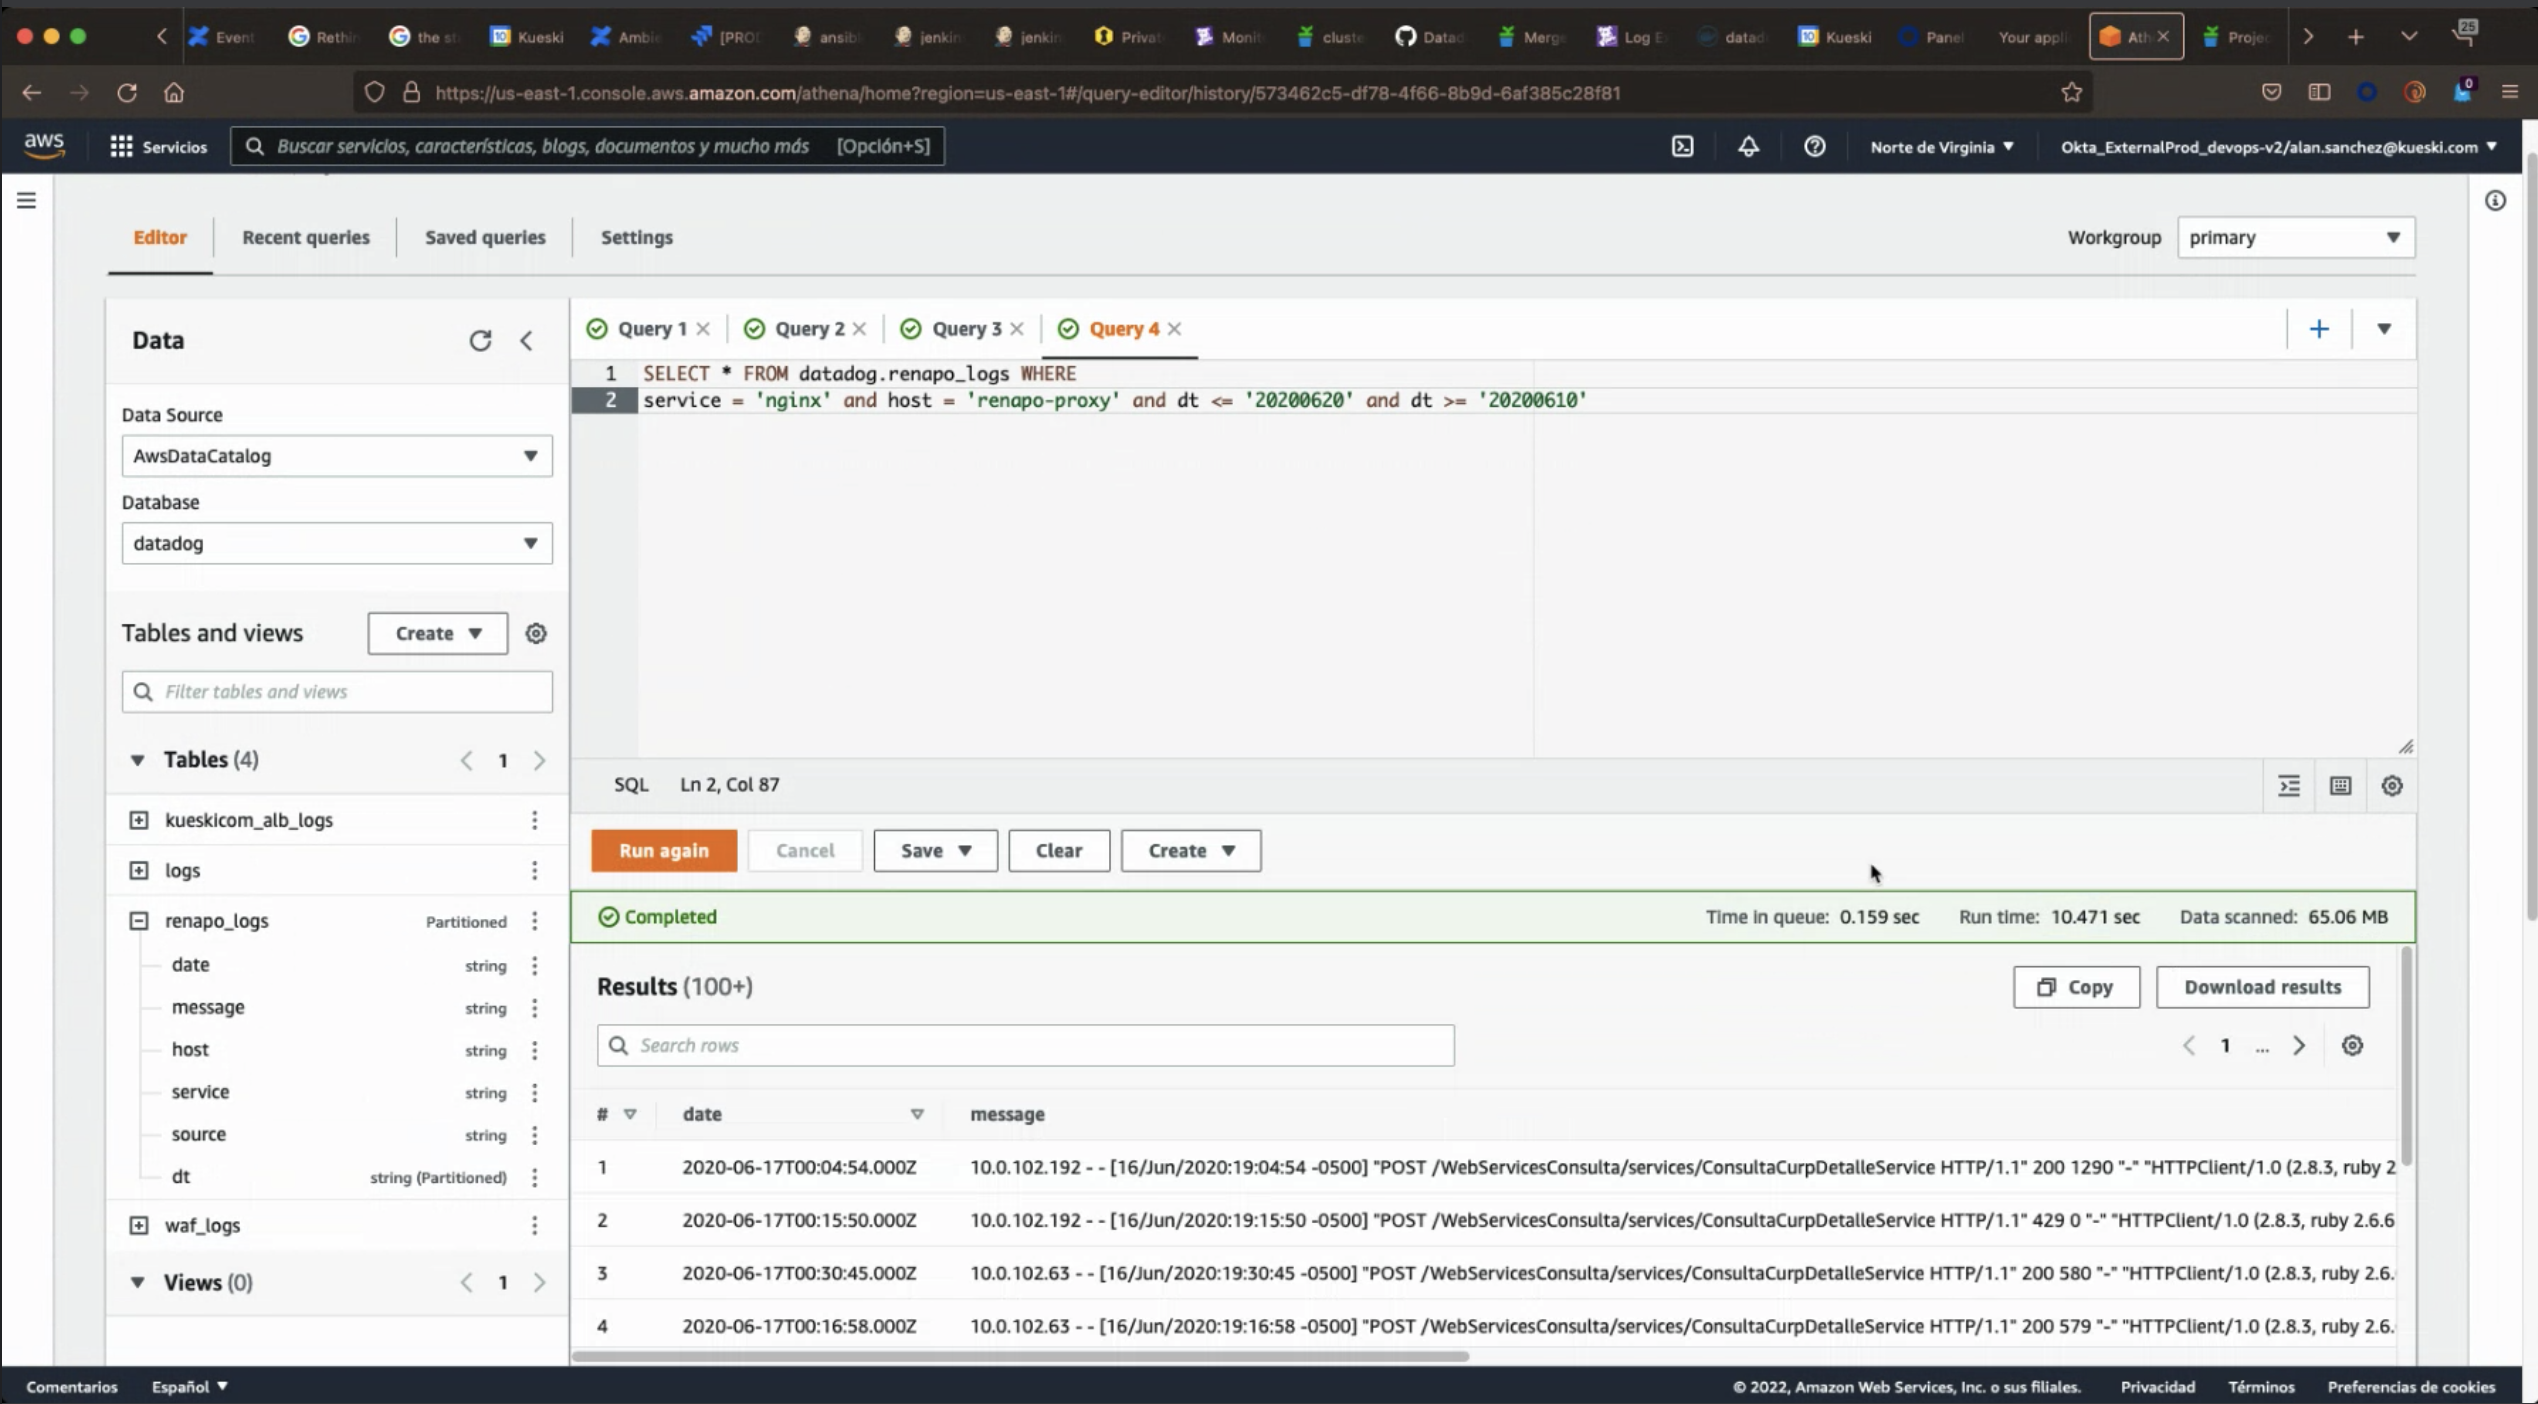 Event
Rethi
the st
Kueski
Ambi
[PRO
ansib
jenkin
jenkin
Privat
Monit
cluste
Datad
Merg
Log E
datad
Kueski
Panel
Your appl
Ath
Projec
25
https://us-east-1.console.aws.amazon.com/athena/home?region=us-east-1#/query-editor/history/573462c5-df78-4f66-8b9d-6af385c28f81
0
aws
Servicios
Buscar servicios, características, blogs, documentos y mucho más [Opción+S]
Norte de Virginia
Okta_ExternalProd_devops-v2/alan.sanchez@kueski.com
Editor
Recent queries
Saved queries
Settings
Workgroup
primary
Data
Data Source
AwsDataCatalog
Database
datadog
Tables and views
Create
Filter tables and views
Tables (4)
1
kueskicom_alb_logs
logs
renapo_logs Partitioned
date string
message string
host string
service string
source string
dt string (Partitioned)
waf_logs
Views (0)
1
Query 1
Query 2
Query 3
Query 4
1 SELECT * FROM datadog.renapo_logs WHERE
2 service = 'nginx' and host = 'renapo-proxy' and dt <= '20200620' and dt >= '20200610'
SQL Ln 2, Col 87
Run again
Cancel
Save
Clear
Create
Completed
Time in queue: 0.159 sec Run time: 10.471 sec Data scanned: 65.06 MB
Results (100+)
Copy
Download results
Search rows
1 ...
# date message
1 2020-06-17T00:04:54.000Z 10.0.102.192 - - [16/Jun/2020:19:04:54 -0500] "POST /WebServicesConsulta/services/ConsultaCurpDetalleService HTTP/1.1" 200 1290 "-" "HTTPClient/1.0 (2.8.3, ruby 2
2 2020-06-17T00:15:50.000Z 10.0.102.192 - - [16/Jun/2020:19:15:50 -0500] "POST /WebServicesConsulta/services/ConsultaCurpDetalleService HTTP/1.1" 429 0 "-" "HTTPClient/1.0 (2.8.3, ruby 2.6.6
3 2020-06-17T00:30:45.000Z 10.0.102.63 - - [16/Jun/2020:19:30:45 -0500] "POST /WebServicesConsulta/services/ConsultaCurpDetalleService HTTP/1.1" 200 580 "-" "HTTPClient/1.0 (2.8.3, ruby 2.6.
4 2020-06-17T00:16:58.000Z 10.0.102.63 - - [16/Jun/2020:19:16:58 -0500] "POST /WebServicesConsulta/services/ConsultaCurpDetalleService HTTP/1.1" 200 579 "-" "HTTPClient/1.0 (2.8.3, ruby 2.6.
Comentarios
Español
© 2022, Amazon Web Services, Inc. o sus filiales.
Privacidad
Términos
Preferencias de cookies